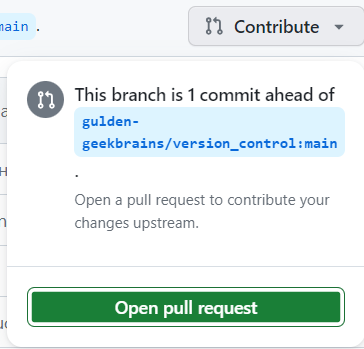 main.
Contribute
This branch is 1 commit ahead of
gulden-
geekbrains/version_control:main
.
Open a pull request to contribute your
changes upstream.
Open pull request